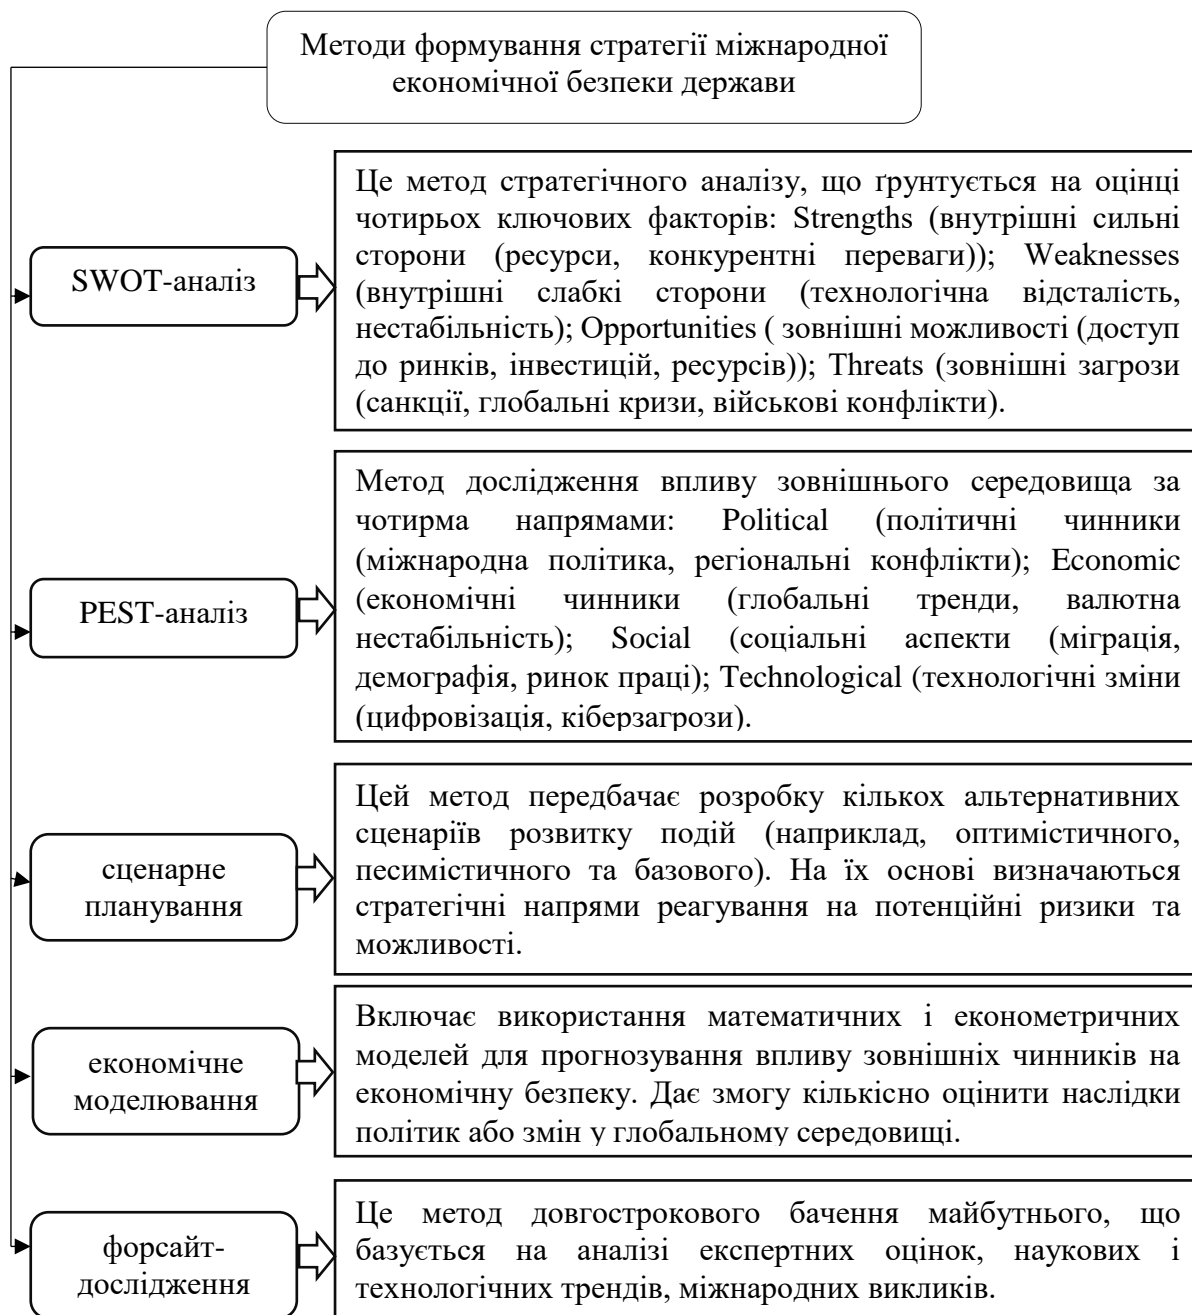 Методи формування стратегії міжнародної
економічної безпеки держави
SWOT-аналіз
Це метод стратегічного аналізу, що ґрунтується на оцінці
чотирьох ключових факторів: Strengths (внутрішні сильні
сторони (ресурси, конкурентні переваги)); Weaknesses
(внутрішні слабкі сторони (технологічна відсталість,
нестабільність); Opportunities ( зовнішні можливості (доступ
до ринків, інвестицій, ресурсів)); Threats (зовнішні загрози
(санкції, глобальні кризи, військові конфлікти).
PEST-аналіз
Метод дослідження впливу зовнішнього середовища за
чотирма напрямами: Political (політичні чинники
(міжнародна політика, регіональні конфлікти); Economic
(економічні чинники (глобальні тренди, валютна
нестабільність); Social (соціальні аспекти (міграція,
демографія, ринок праці); Technological (технологічні зміни
(цифровізація, кіберзагрози).
сценарне
планування
Цей метод передбачає розробку кількох альтернативних
сценаріїв розвитку подій (наприклад, оптимістичного,
песимістичного та базового). На їх основі визначаються
стратегічні напрями реагування на потенційні ризики та
можливості.
економічне
моделювання
Включає використання математичних і економетричних
моделей для прогнозування впливу зовнішніх чинників на
економічну безпеку. Дає змогу кількісно оцінити наслідки
політик або змін у глобальному середовищі.
форсайт-
дослідження
Це метод довгострокового бачення майбутнього, що
базується на аналізі експертних оцінок, наукових і
технологічних трендів, міжнародних викликів.